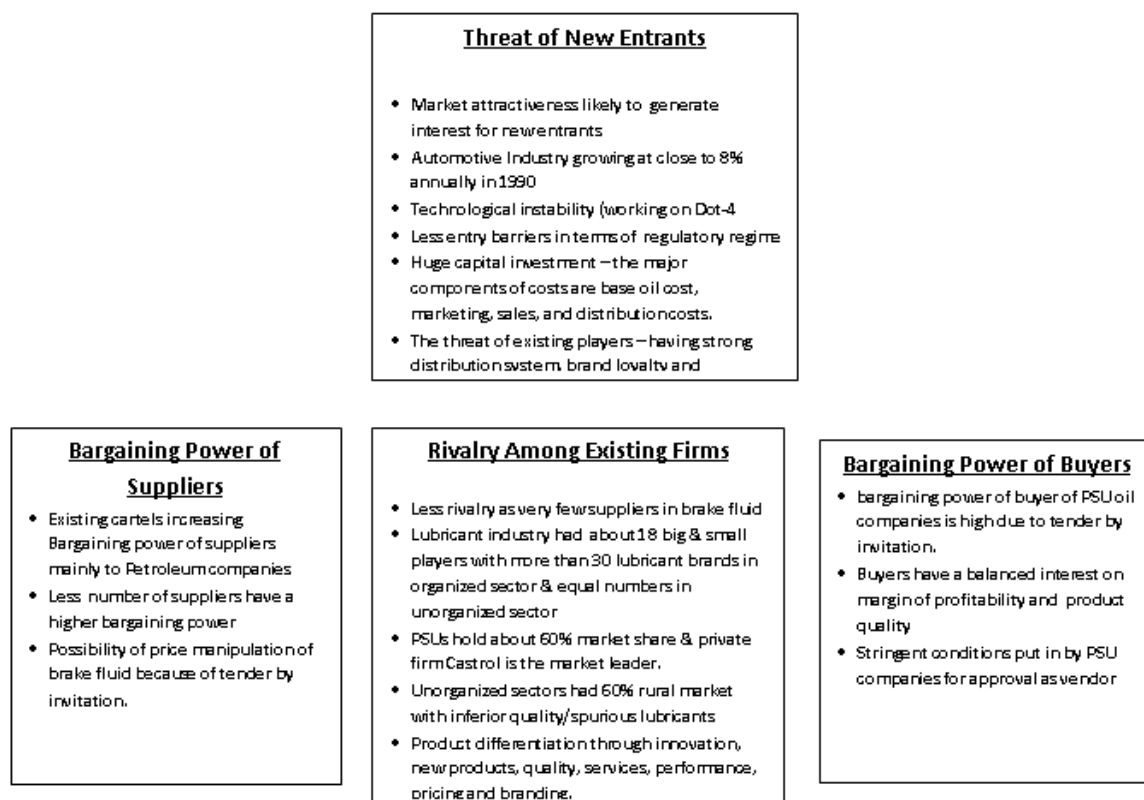 Threat of New Entrants
• Market attractiveness likely to generate
interest for new entrants
• Automotive Industry growing at close to 8%
annually in 1990
• Technological instability (working on Dot-4
• Less entry barriers in terms of regulatory regime
• Huge capital investment – the major
components of costs are base oil cost,
marketing, sales, and distribution costs.
• The threat of existing players – having strong
distribution system, brand loyalty and
Bargaining Power of
Suppliers
• Existing cartels increasing
Bargaining power of suppliers
mainly to Petroleum companies
• Less number of suppliers have a
higher bargaining power
• Possibility of price manipulation of
brake fluid because of tender by
invitation.
Rivalry Among Existing Firms
• Less rivalry as very few suppliers in brake fluid
• Lubricant industry had about 18 big & small
players with more than 30 lubricant brands in
organized sector & equal numbers in
unorganized sector
• PSUs hold about 60% market share & private
firm Castrol is the market leader.
• Unorganized sectors had 60% rural market
with inferior quality/spurious lubricants
• Product differentiation through innovation,
new products, quality, services, performance,
pricing and branding.
Bargaining Power of Buyers
• bargaining power of buyer of PSU oil
companies is high due to tender by
invitation.
• Buyers have a balanced interest on
margin of profitability and product
quality
• Stringent conditions put in by PSU
companies for approval as vendor